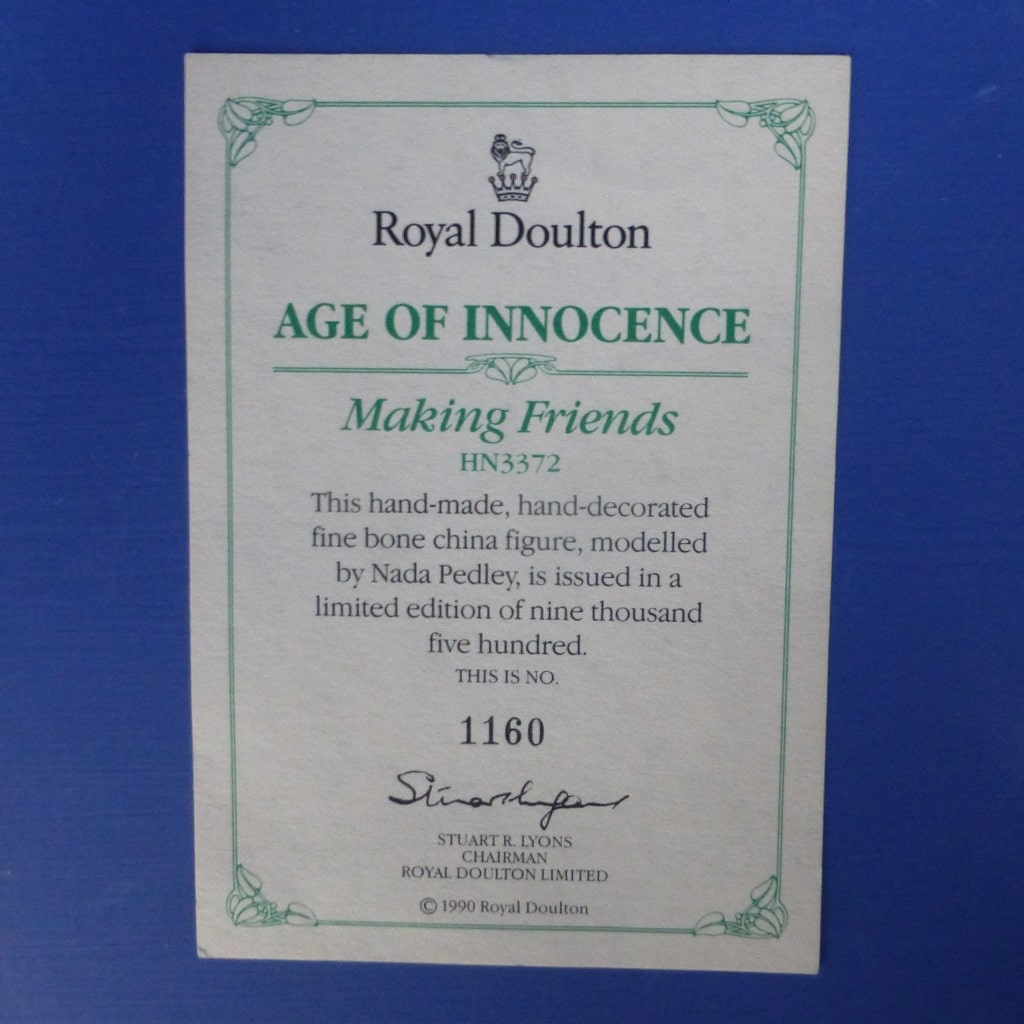 Royal Doulton
AGE OF INNOCENCE
Making Friends
HN3372
This hand-made, hand-decorated
fine bone china figure, modelled
by Nada Pedley, is issued in a
limited edition of nine thousand
five hundred.
THIS IS NO.
1160
STUART R. LYONS
CHAIRMAN
ROYAL DOULTON LIMITED
© 1990 Royal Doulton